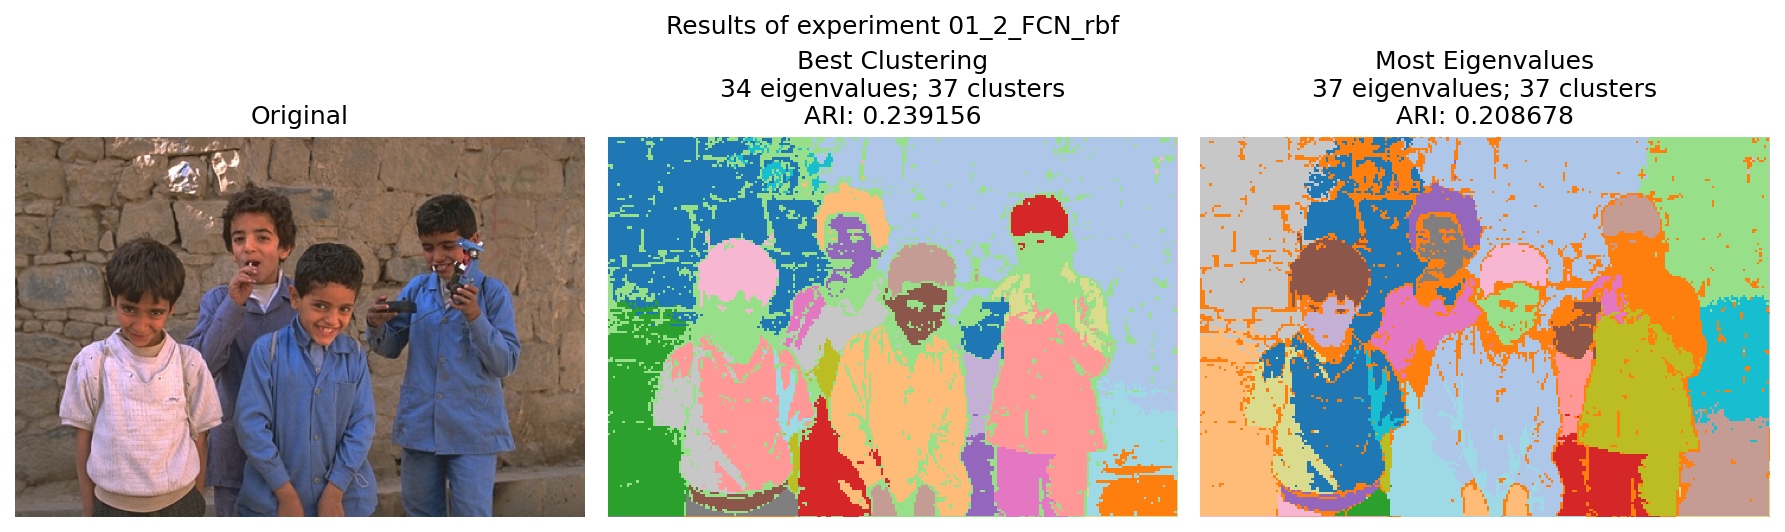 Results of experiment 01_2_FCN_rbf
Original
Best Clustering
34 eigenvalues; 37 clusters
ARI: 0.239156
Most Eigenvalues
37 eigenvalues; 37 clusters
ARI: 0.208678